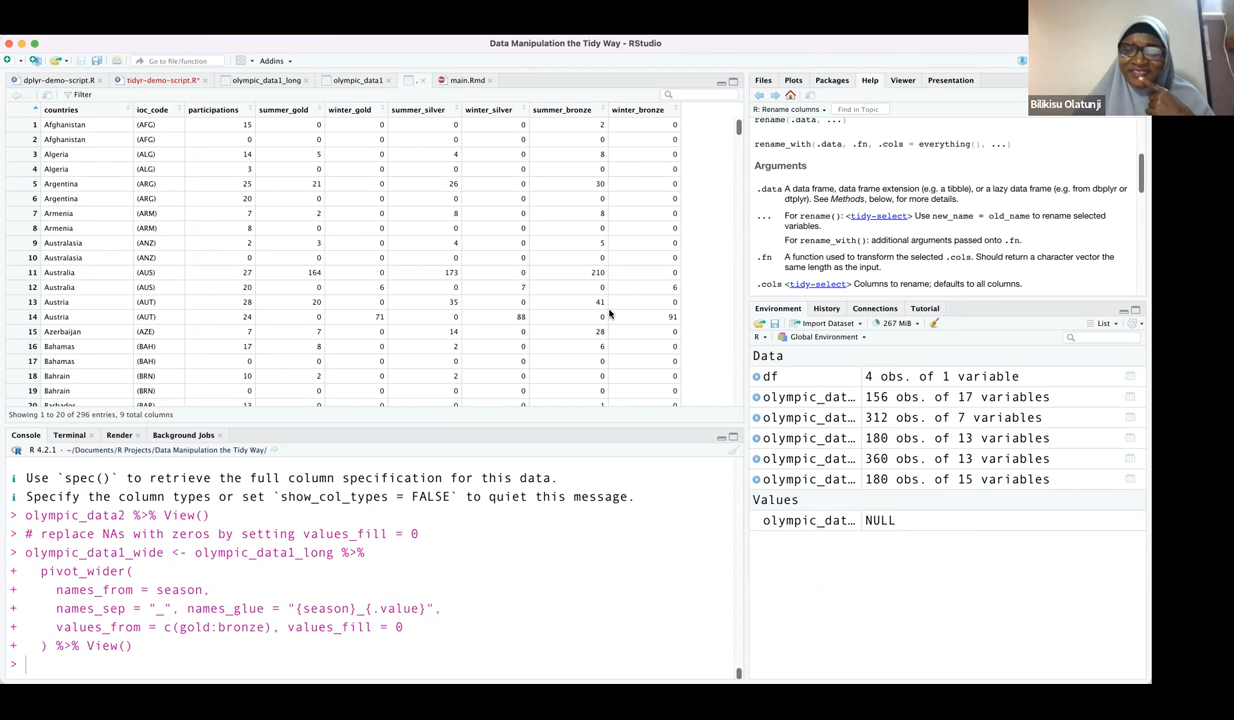 Data Manipulation the Tidy Way - RStudio
Go to file/function
Addins
dplyr-demo-script.R
tidyr-demo-script.R*
olympic_data1_long
olympic_data1
.
main.Rmd
Filter
countries ioc_code participations summer_gold winter_gold summer_silver winter_silver summer_bronze winter_bronze
1 Afghanistan (AFG) 15 0 0 0 0 2 0
2 Afghanistan (AFG) 0 0 0 0 0 0 0
3 Algeria (ALG) 14 5 0 4 0 8 0
4 Algeria (ALG) 3 0 0 0 0 0 0
5 Argentina (ARG) 25 21 0 26 0 30 0
6 Argentina (ARG) 20 0 0 0 0 0 0
7 Armenia (ARM) 7 2 0 8 0 8 0
8 Armenia (ARM) 8 0 0 0 0 0 0
9 Australasia (ANZ) 2 3 0 4 0 5 0
10 Australasia (ANZ) 0 0 0 0 0 0 0
11 Australia (AUS) 27 164 0 173 0 210 0
12 Australia (AUS) 20 0 6 0 7 0 6
13 Austria (AUT) 28 20 0 35 0 41 0
14 Austria (AUT) 24 0 71 0 88 0 91
15 Azerbaijan (AZE) 7 7 0 14 0 28 0
16 Bahamas (BAH) 17 8 0 2 0 6 0
17 Bahamas (BAH) 0 0 0 0 0 0 0
18 Bahrain (BRN) 10 2 0 2 0 0 0
19 Bahrain (BRN) 0 0 0 0 0 0 0
20 Barbados (BAR) 13 0 0 0 0 1 0
Showing 1 to 20 of 296 entries, 9 total columns
Console Terminal Render Background Jobs
R 4.2.1 · ~/Documents/R Projects/Data Manipulation the Tidy Way/
i Use `spec()` to retrieve the full column specification for this data.
i Specify the column types or set `show_col_types = FALSE` to quiet this message.
> olympic_data2 %>% View()
> # replace NAs with zeros by setting values_fill = 0
> olympic_data1_wide <- olympic_data1_long %>%
+ pivot_wider(
+ names_from = season,
+ names_sep = "_", names_glue = "{season}_{.value}",
+ values_from = c(gold:bronze), values_fill = 0
+ ) %>% View()
>
Files Plots Packages Help Viewer Presentation
R: Rename columns Find in Topic
rename(.data, ...)
rename_with(.data, .fn, .cols = everything(), ...)
Arguments
.data A data frame, data frame extension (e.g. a tibble), or a lazy data frame (e.g. from dbplyr or
dtplyr). See Methods, below, for more details.
... For rename(): <tidy-select> Use new_name = old_name to rename selected
variables.
For rename_with(): additional arguments passed onto .fn.
.fn A function used to transform the selected .cols. Should return a character vector the
same length as the input.
.cols <tidy-select> Columns to rename; defaults to all columns.
Environment History Connections Tutorial
Import Dataset 267 MiB List
R Global Environment
Data
df 4 obs. of 1 variable
olympic_dat… 156 obs. of 17 variables
olympic_dat… 312 obs. of 7 variables
olympic_dat… 180 obs. of 13 variables
olympic_dat… 360 obs. of 13 variables
olympic_dat… 180 obs. of 15 variables
Values
olympic_dat… NULL
Bilikisu Olatunji